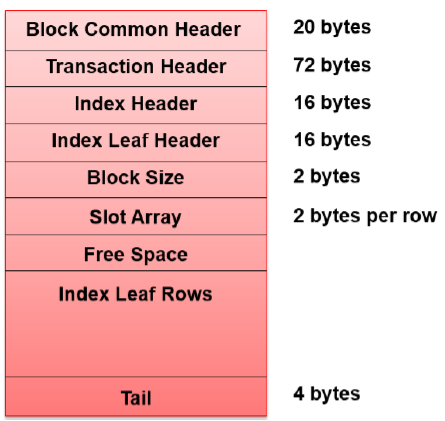 Block Common Header 20 bytes
Transaction Header 72 bytes
Index Header 16 bytes
Index Leaf Header 16 bytes
Block Size 2 bytes
Slot Array 2 bytes per row
Free Space
Index Leaf Rows
Tail 4 bytes